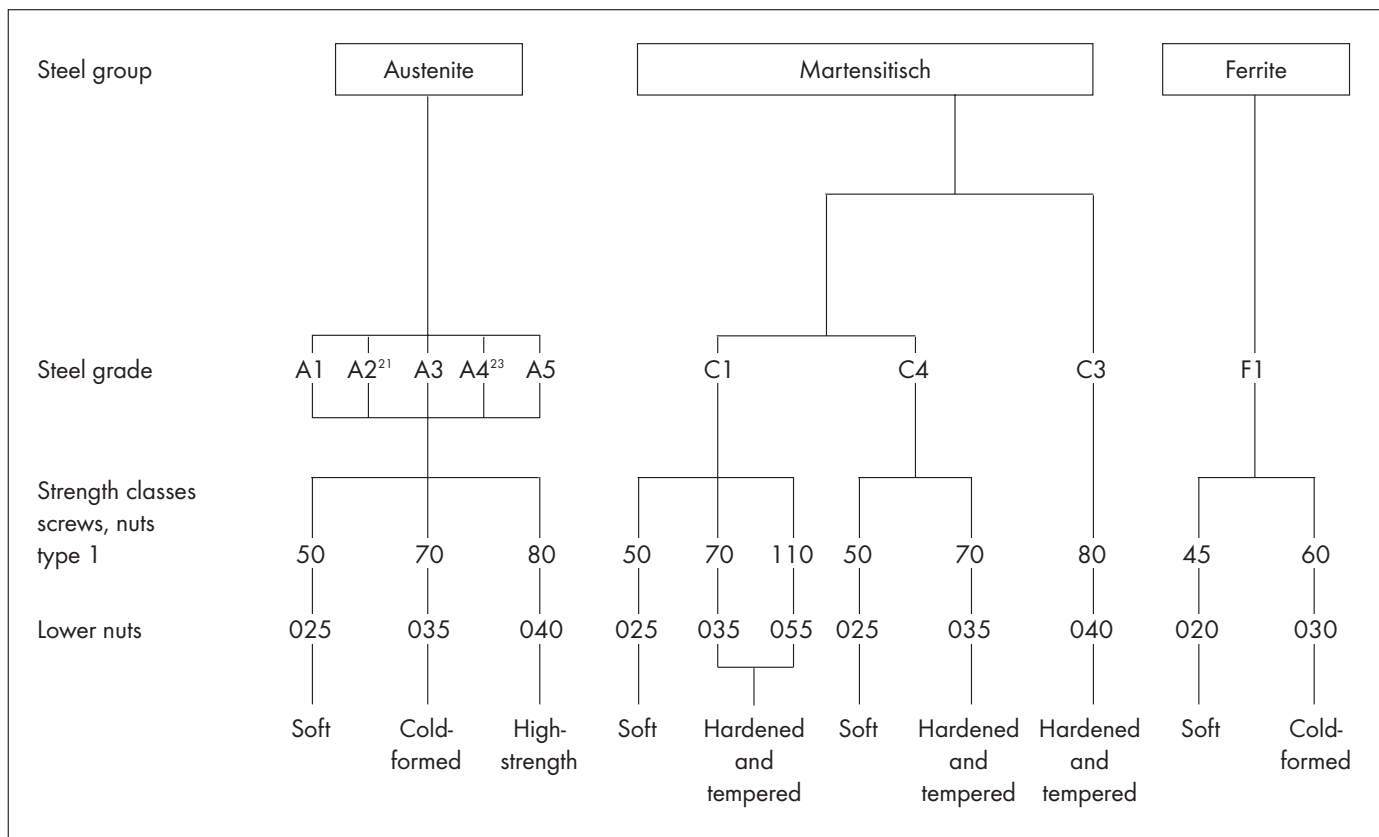 Steel group
Austenite
Martensitisch
Ferrite
Steel grade
A1 A2²¹ A3 A4²³ A5 C1 C4 C3 F1
Strength classes
screws, nuts
type 1
50 70 80 50 70 110 50 70 80 45 60
Lower nuts
025 035 040 025 035 055 025 035 040 020 030
Soft
Cold-
formed
High-
strength
Soft
Hardened
and
tempered
Soft
Hardened
and
tempered
Hardened
and
tempered
Soft
Cold-
formed